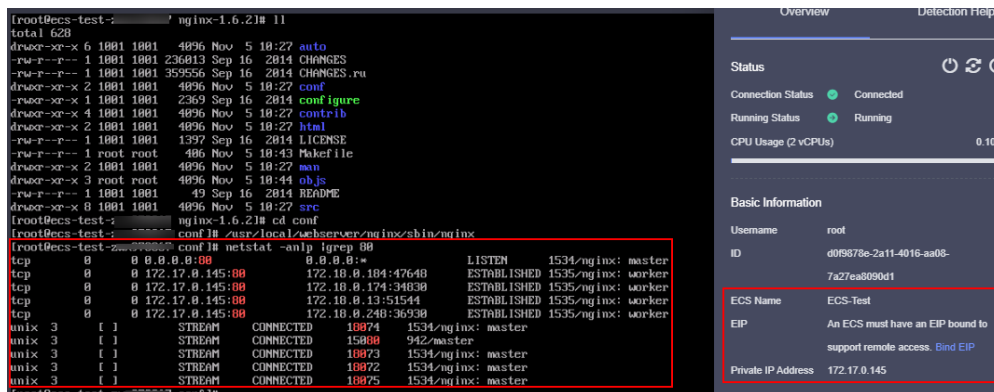 [root@ecs-test- nginx-1.6.2]# ll
total 628
drwxr-xr-x 6 1001 1001   4096 Nov  5 10:27 auto
-rw-r--r-- 1 1001 1001 236013 Sep 16  2014 CHANGES
-rw-r--r-- 1 1001 1001 359556 Sep 16  2014 CHANGES.ru
drwxr-xr-x 2 1001 1001   4096 Nov  5 10:27 conf
-rwxr-xr-x 1 1001 1001   2369 Sep 16  2014 configure
drwxr-xr-x 4 1001 1001   4096 Nov  5 10:27 contrib
drwxr-xr-x 2 1001 1001   4096 Nov  5 10:27 html
-rw-r--r-- 1 1001 1001   1397 Sep 16  2014 LICENSE
-rw-r--r-- 1 root root    406 Nov  5 10:43 Makefile
drwxr-xr-x 2 1001 1001   4096 Nov  5 10:27 man
drwxr-xr-x 3 root root   4096 Nov  5 10:44 objs
-rw-r--r-- 1 1001 1001     49 Sep 16  2014 README
drwxr-xr-x 8 1001 1001   4096 Nov  5 10:27 src
[root@ecs-test- nginx-1.6.2]# cd conf
[root@ecs-test- conf]# /usr/local/webserver/nginx/sbin/nginx
[root@ecs-test- conf]# netstat -anlp |grep 80
tcp 0 0 0.0.0.0:80 0.0.0.0:* LISTEN 1534/nginx: master
tcp 0 0 172.17.0.145:80 172.18.0.184:47648 ESTABLISHED 1535/nginx: worker
tcp 0 0 172.17.0.145:80 172.18.0.174:34830 ESTABLISHED 1535/nginx: worker
tcp 0 0 172.17.0.145:80 172.18.0.13:51544 ESTABLISHED 1535/nginx: worker
tcp 0 0 172.17.0.145:80 172.18.0.248:36930 ESTABLISHED 1535/nginx: worker
unix 3 [ ] STREAM CONNECTED 18074 1534/nginx: master
unix 3 [ ] STREAM CONNECTED 15080 942/master
unix 3 [ ] STREAM CONNECTED 18073 1534/nginx: master
unix 3 [ ] STREAM CONNECTED 18072 1534/nginx: master
unix 3 [ ] STREAM CONNECTED 18075 1534/nginx: master
Overview Detection Help
Status
Connection Status Connected
Running Status Running
CPU Usage (2 vCPUs) 0.10
Basic Information
Username root
ID d0f9878e-2a11-4016-aa08-
7a27ea8090d1
ECS Name ECS-Test
EIP An ECS must have an EIP bound to
support remote access. Bind EIP
Private IP Address 172.17.0.145